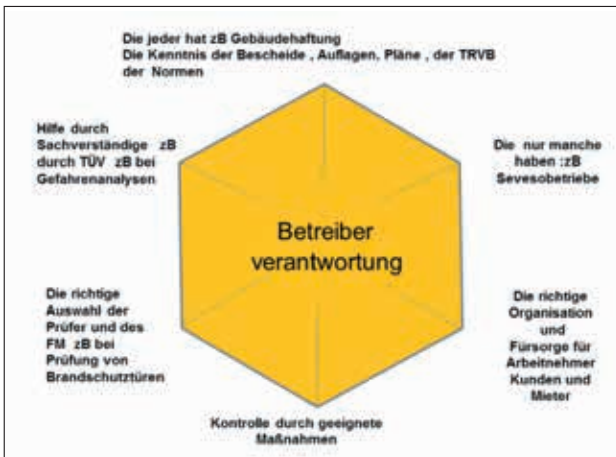 Die jeder hat zB Gebäudehaftung
Die Kenntnis der Bescheide , Auflagen, Pläne , der TRVB
der Normen
Hilfe durch
Sachverständige zB
durch TÜV zB bei
Gefahrenanalysen
Die nur manche
haben :zB
Sevesobetriebe
Betreiber
verantwortung
Die richtige
Auswahl der
Prüfer und des
FM zB bei
Prüfung von
Brandschutztüren
Die richtige
Organisation
und
Fürsorge für
Arbeitnehmer
Kunden und
Mieter
Kontrolle durch geeignete
Maßnahmen